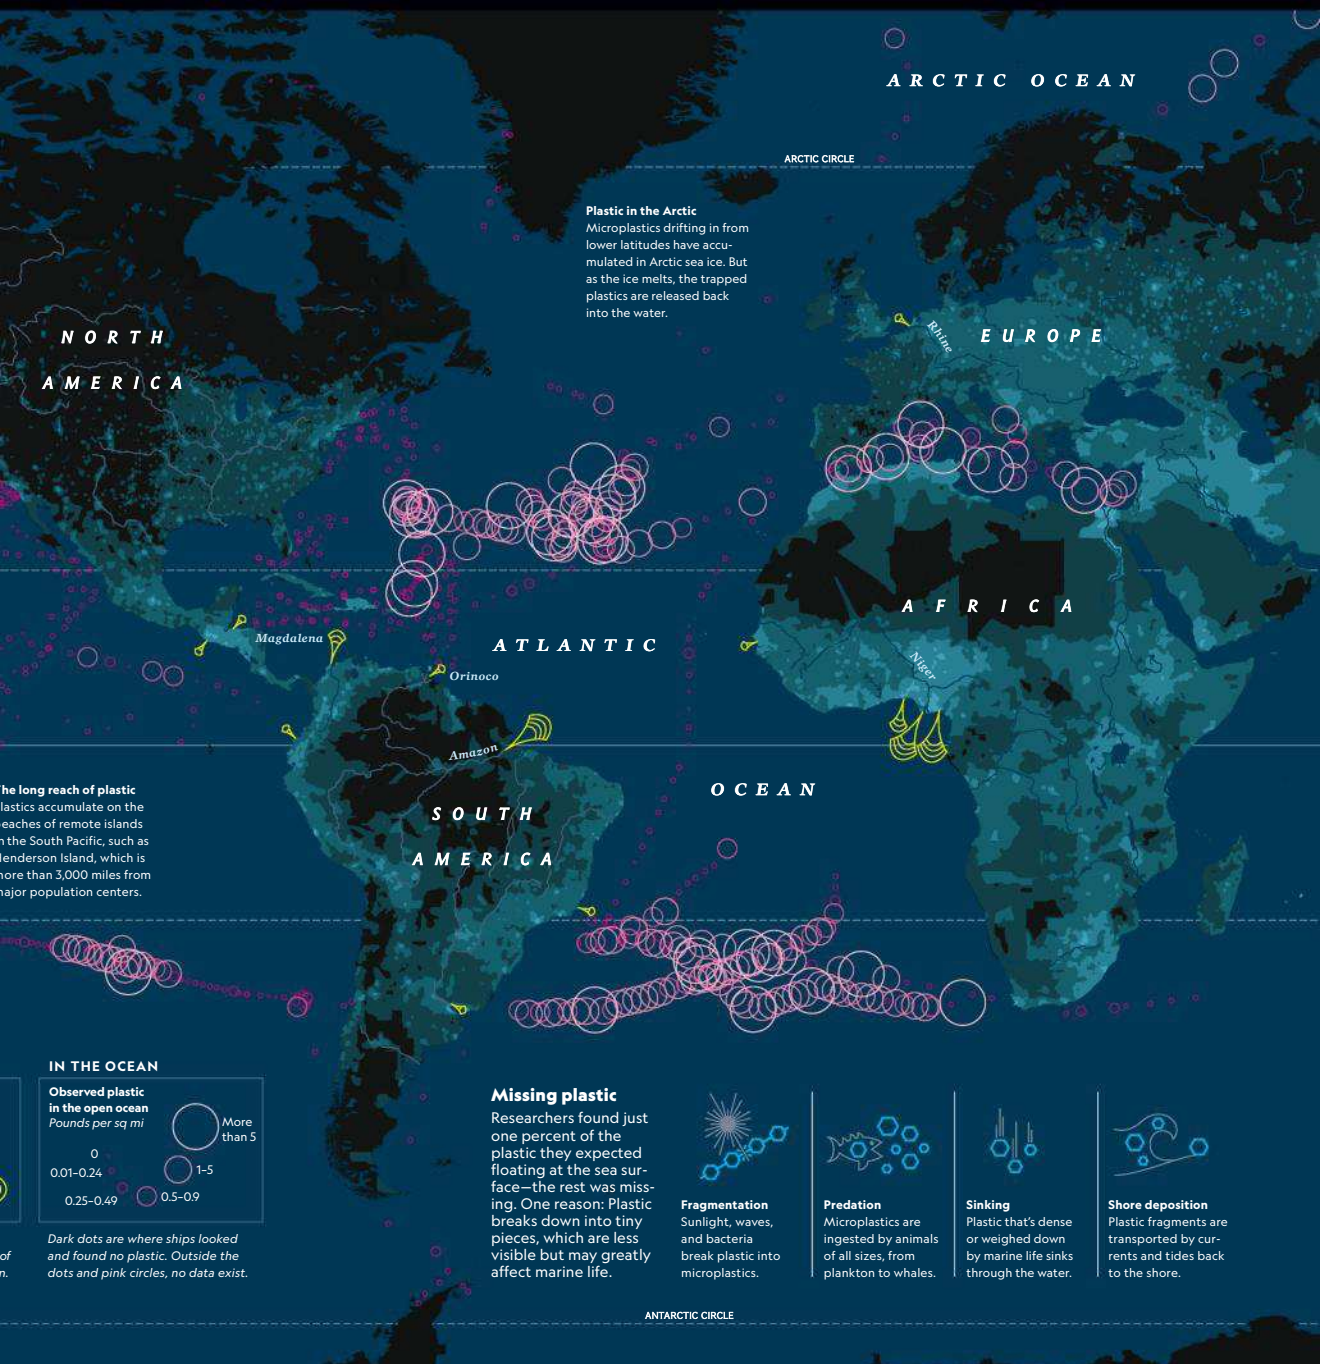 ARCTIC OCEAN
ARCTIC CIRCLE
Plastic in the Arctic
Microplastics drifting in from
lower latitudes have accu-
mulated in Arctic sea ice. But
as the ice melts, the trapped
plastics are released back
into the water.
NORTH
AMERICA
Rhine
EUROPE
AFRICA
Magdalena
ATLANTIC
Orinoco
Niger
Amazon
OCEAN
SOUTH
AMERICA
he long reach of plastic
lastics accumulate on the
eaches of remote islands
n the South Pacific, such as
enderson Island, which is
ore than 3,000 miles from
ajor population centers.
IN THE OCEAN
Observed plastic
in the open ocean
Pounds per sq mi
More
than 5
0
0.01–0.24
1–5
0.25–0.49
0.5–0.9
Dark dots are where ships looked
and found no plastic. Outside the
dots and pink circles, no data exist.
of
n.
Missing plastic
Researchers found just
one percent of the
plastic they expected
floating at the sea sur-
face—the rest was miss-
ing. One reason: Plastic
breaks down into tiny
pieces, which are less
visible but may greatly
affect marine life.
Fragmentation
Sunlight, waves,
and bacteria
break plastic into
microplastics.
Predation
Microplastics are
ingested by animals
of all sizes, from
plankton to whales.
Sinking
Plastic that's dense
or weighed down
by marine life sinks
through the water.
Shore deposition
Plastic fragments are
transported by cur-
rents and tides back
to the shore.
ANTARCTIC CIRCLE